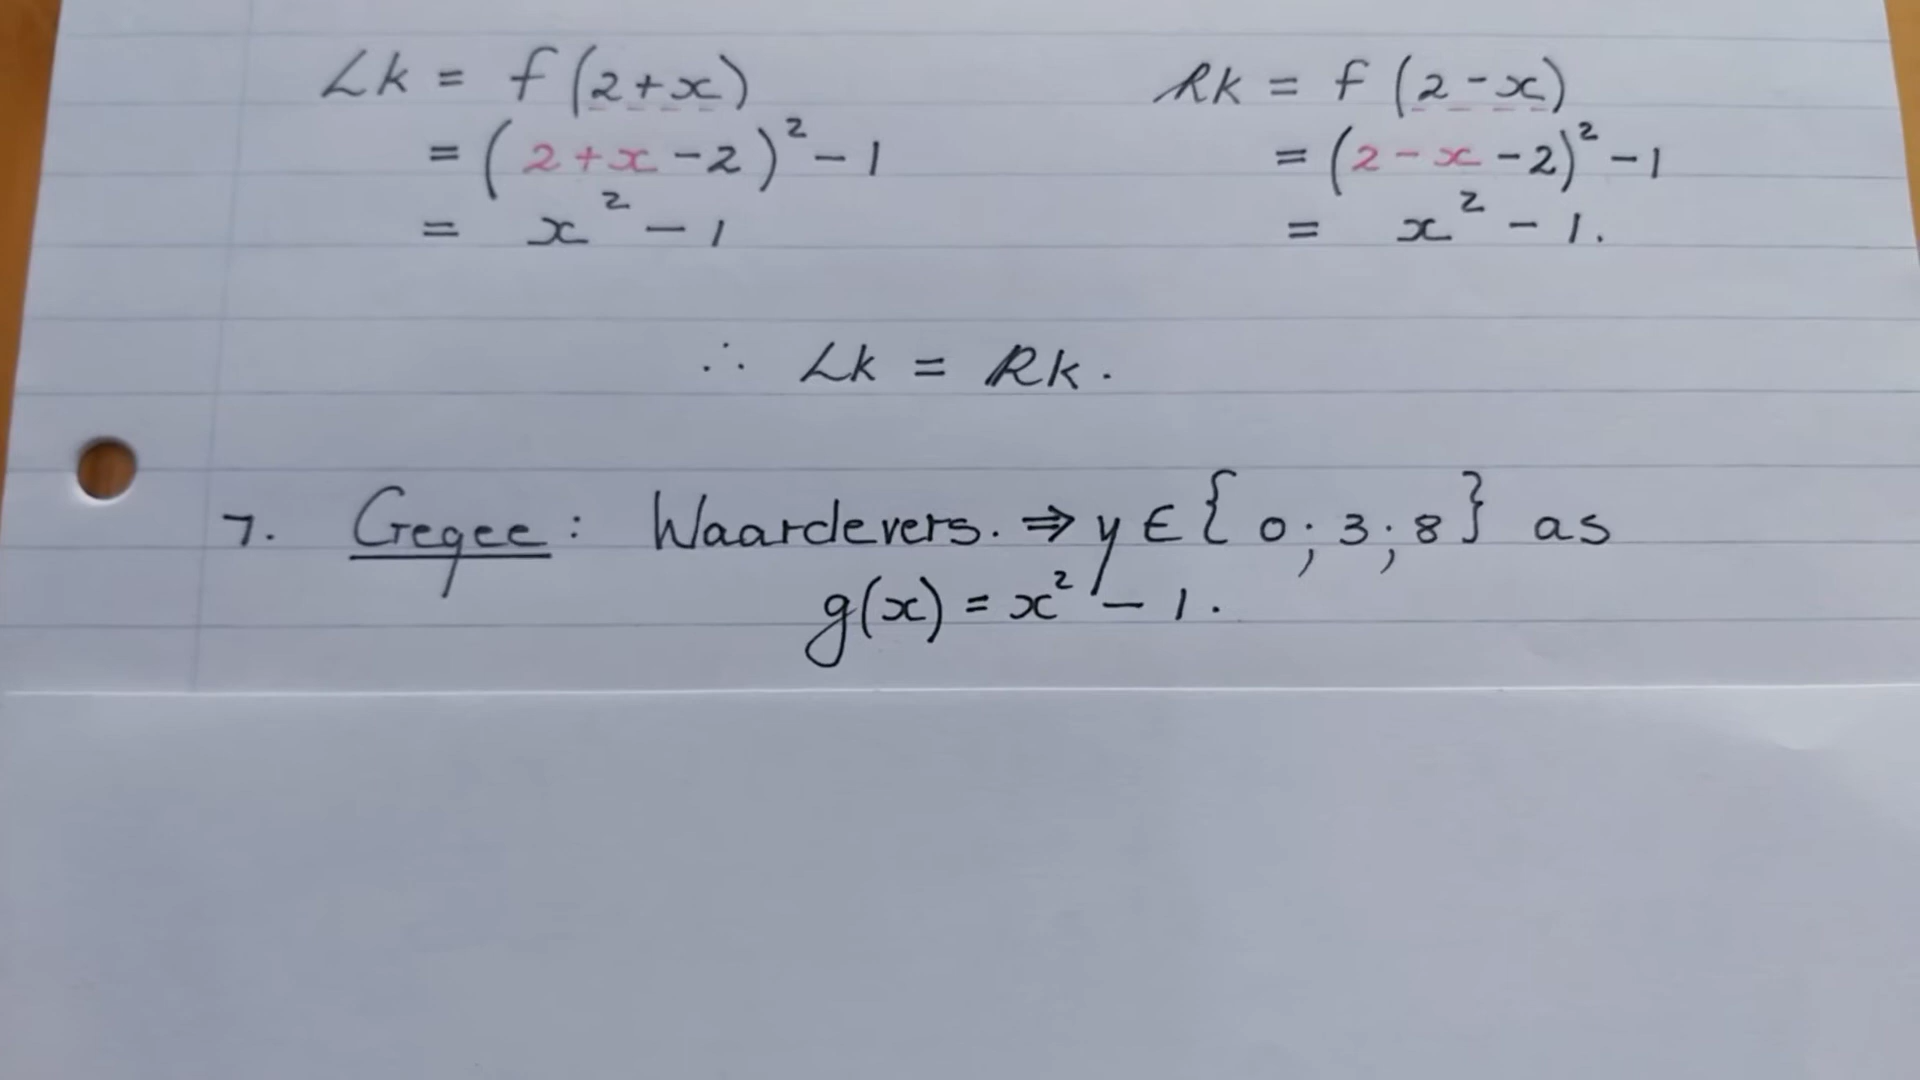 Lk = f(2+x)
= (2+x-2)² - 1
= x² - 1
Rk = f(2-x)
= (2-x-2)² - 1
= x² - 1.
∴ Lk = Rk.
7. Gegee: Waardevers. ⇒ y ∈ {0; 3; 8} as
g(x) = x² - 1.